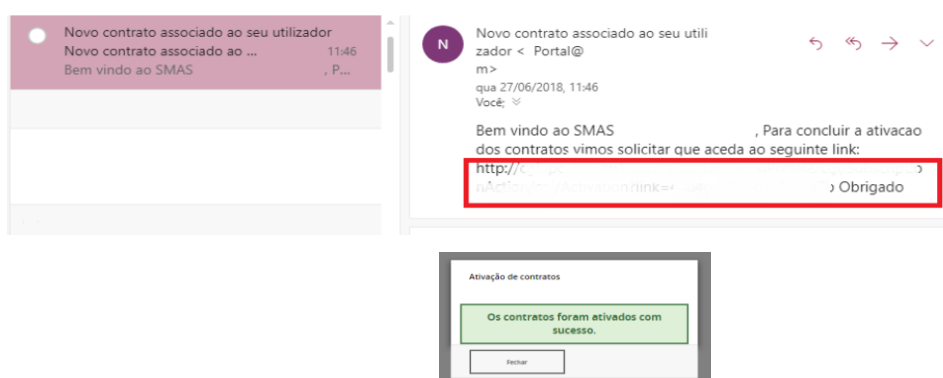 Novo contrato associado ao seu utilizador
Novo contrato associado ao ... 11:46
Bem vindo ao SMAS , P...
N
Novo contrato associado ao seu utili
zador < Portal@
m>
qua 27/06/2018, 11:46
Você;
Bem vindo ao SMAS , Para concluir a ativacao
dos contratos vimos solicitar que aceda ao seguinte link:
http://c
Obrigado
Ativação de contratos
Os contratos foram ativados com
sucesso.
Fechar